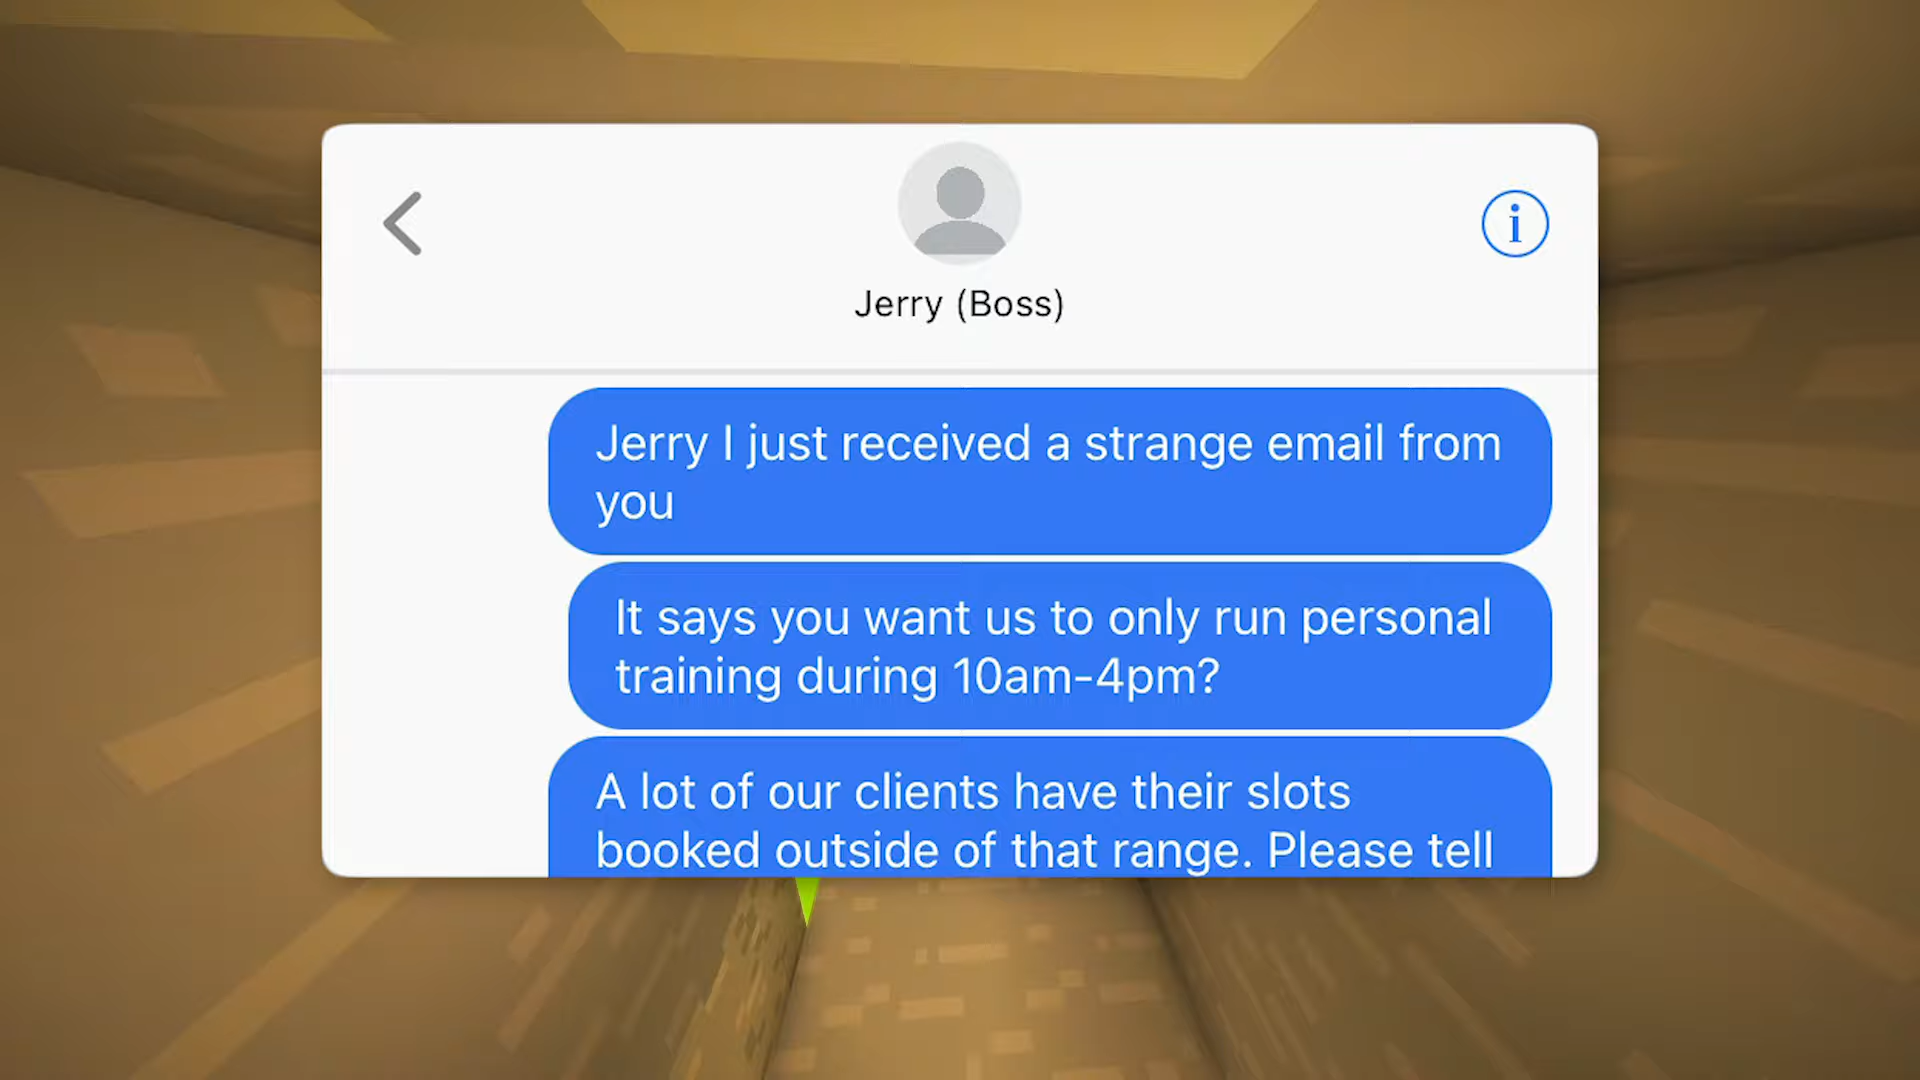 Jerry (Boss)
Jerry I just received a strange email from
you
It says you want us to only run personal
training during 10am-4pm?
A lot of our clients have their slots
booked outside of that range. Please tell